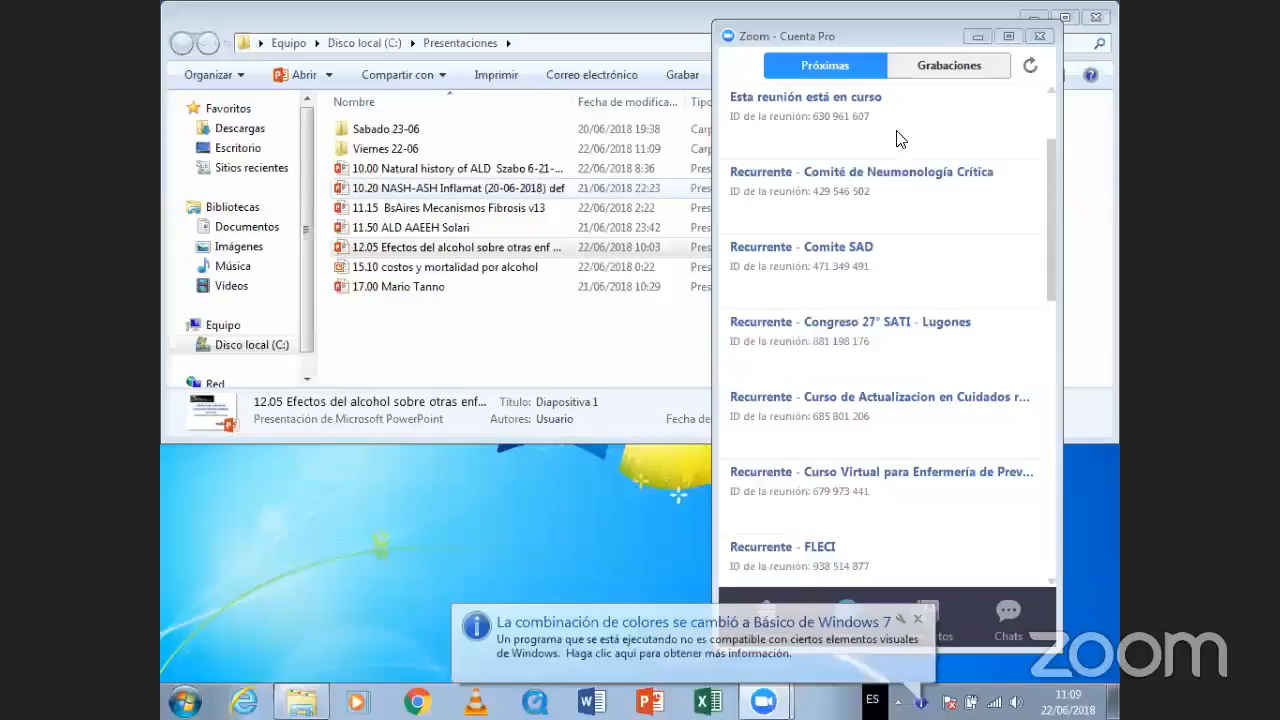 Equipo
Disco local (C:)
Presentaciones
Organizar
Abrir
Compartir con
Imprimir
Correo electrónico
Grabar
Favoritos
Descargas
Escritorio
Sitios recientes
Bibliotecas
Documentos
Imágenes
Música
Vídeos
Equipo
Disco local (C:)
Red
Nombre
Fecha de modifica...
Tipo
Sabado 23-06
20/06/2018 19:38
Carp
Viernes 22-06
22/06/2018 11:09
Carp
10.00 Natural history of ALD Szabo 6-21-...
22/06/2018 8:36
Pres
10.20 NASH-ASH Inflamat (20-06-2018) def
21/06/2018 22:23
Pres
11.15 BsAires Mecanismos Fibrosis v13
22/06/2018 2:22
Pres
11.50 ALD AAEEH Solari
21/06/2018 23:42
Pres
12.05 Efectos del alcohol sobre otras enf ...
22/06/2018 10:03
Pres
15.10 costos y mortalidad por alcohol
22/06/2018 0:22
Pres
17.00 Mario Tanno
21/06/2018 10:29
Pres
12.05 Efectos del alcohol sobre otras enf...
Título: Diapositiva 1
Presentación de Microsoft PowerPoint
Autores: Usuario
Fecha de
Zoom - Cuenta Pro
Próximas
Grabaciones
Esta reunión está en curso
ID de la reunión: 630 961 607
Recurrente - Comité de Neumonología Crítica
ID de la reunión: 429 546 502
Recurrente - Comite SAD
ID de la reunión: 471 349 491
Recurrente - Congreso 27° SATI - Lugones
ID de la reunión: 881 198 176
Recurrente - Curso de Actualizacion en Cuidados r...
ID de la reunión: 685 801 206
Recurrente - Curso Virtual para Enfermería de Prev...
ID de la reunión: 679 973 441
Recurrente - FLECI
ID de la reunión: 938 514 877
tos
Chats
La combinación de colores se cambió a Básico de Windows 7
Un programa que se está ejecutando no es compatible con ciertos elementos visuales
de Windows. Haga clic aquí para obtener más información.
zoom
ES
11:09
22/06/2018